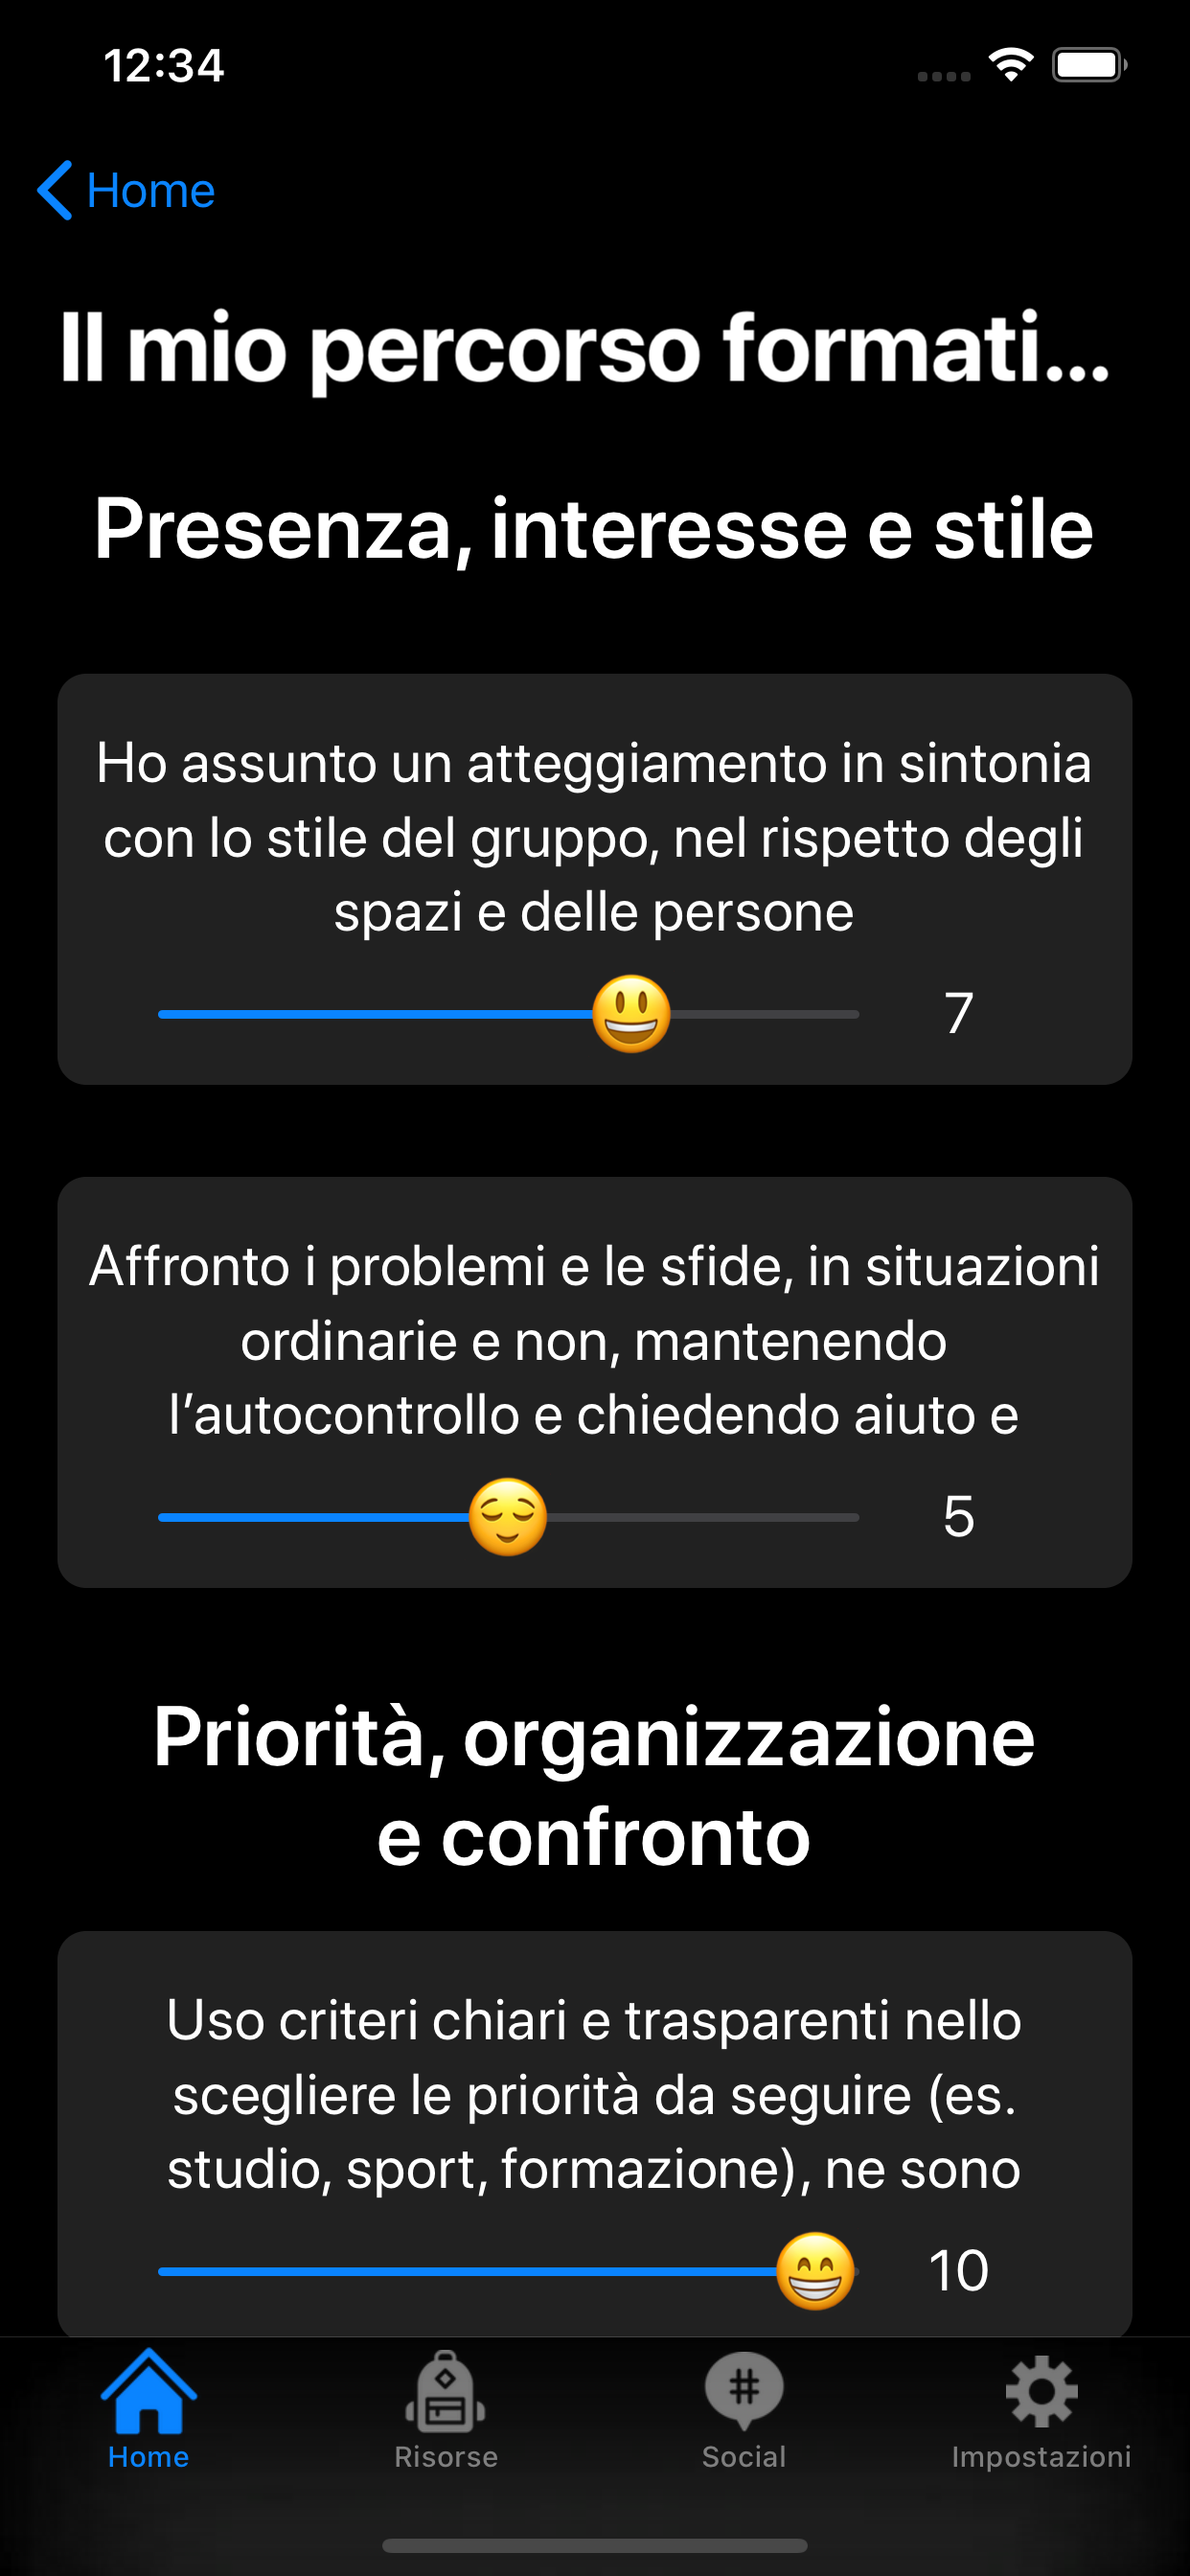 12:34
Home
Il mio percorso formati...
Presenza, interesse e stile
Ho assunto un atteggiamento in sintonia
con lo stile del gruppo, nel rispetto degli
spazi e delle persone
7
Affronto i problemi e le sfide, in situazioni
ordinarie e non, mantenendo
l’autocontrollo e chiedendo aiuto e
5
Priorità, organizzazione
e confronto
Uso criteri chiari e trasparenti nello
scegliere le priorità da seguire (es.
studio, sport, formazione), ne sono
10
Home
Risorse
Social
Impostazioni